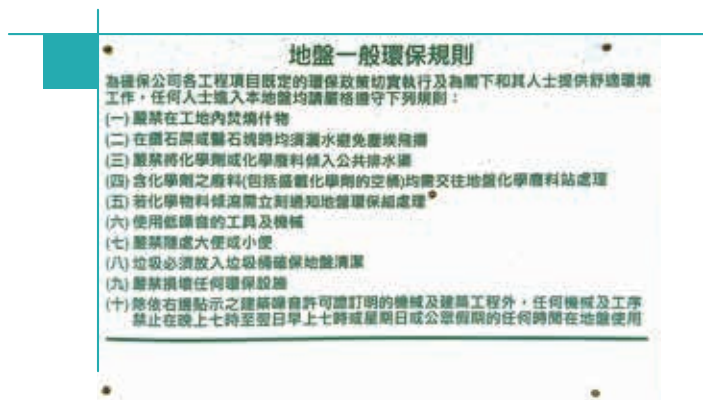 地盤一般環保規則
為確保公司各工程項目既定的環保政策切實執行及為閣下和其人士提供舒適環境
工作，任何人士進入本地盤均請嚴格遵守下列規則：
(一) 嚴禁在工地內焚燒什物
(二) 在鑽石屎或鑿石塊時均須灑水避免塵埃飛揚
(三) 嚴禁將化學劑或化學廢料傾入公共排水渠
(四) 含化學劑之廢料(包括盛載化學劑的空桶)均需交往地盤化學廢料站處理
(五) 若化學物料傾瀉需立刻通知地盤環保組處理
(六) 使用低噪音的工具及機械
(七) 嚴禁隨處大便或小便
(八) 垃圾必須放入垃圾桶確保地盤清潔
(九) 嚴禁損壞任何環保設施
(十) 除依右邊點示之建築噪音許可證訂明的機械及建築工程外，任何機械及工序
禁止在晚上七時至翌日早上七時或星期日或公眾假期的任何時間在地盤使用